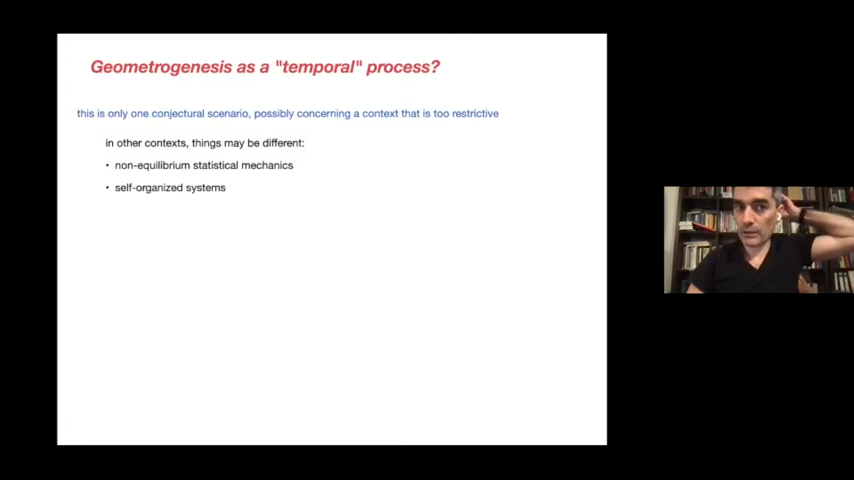 Geometrogenesis as a "temporal" process?
this is only one conjectural scenario, possibly concerning a context that is too restrictive
in other contexts, things may be different:
• non-equilibrium statistical mechanics
• self-organized systems